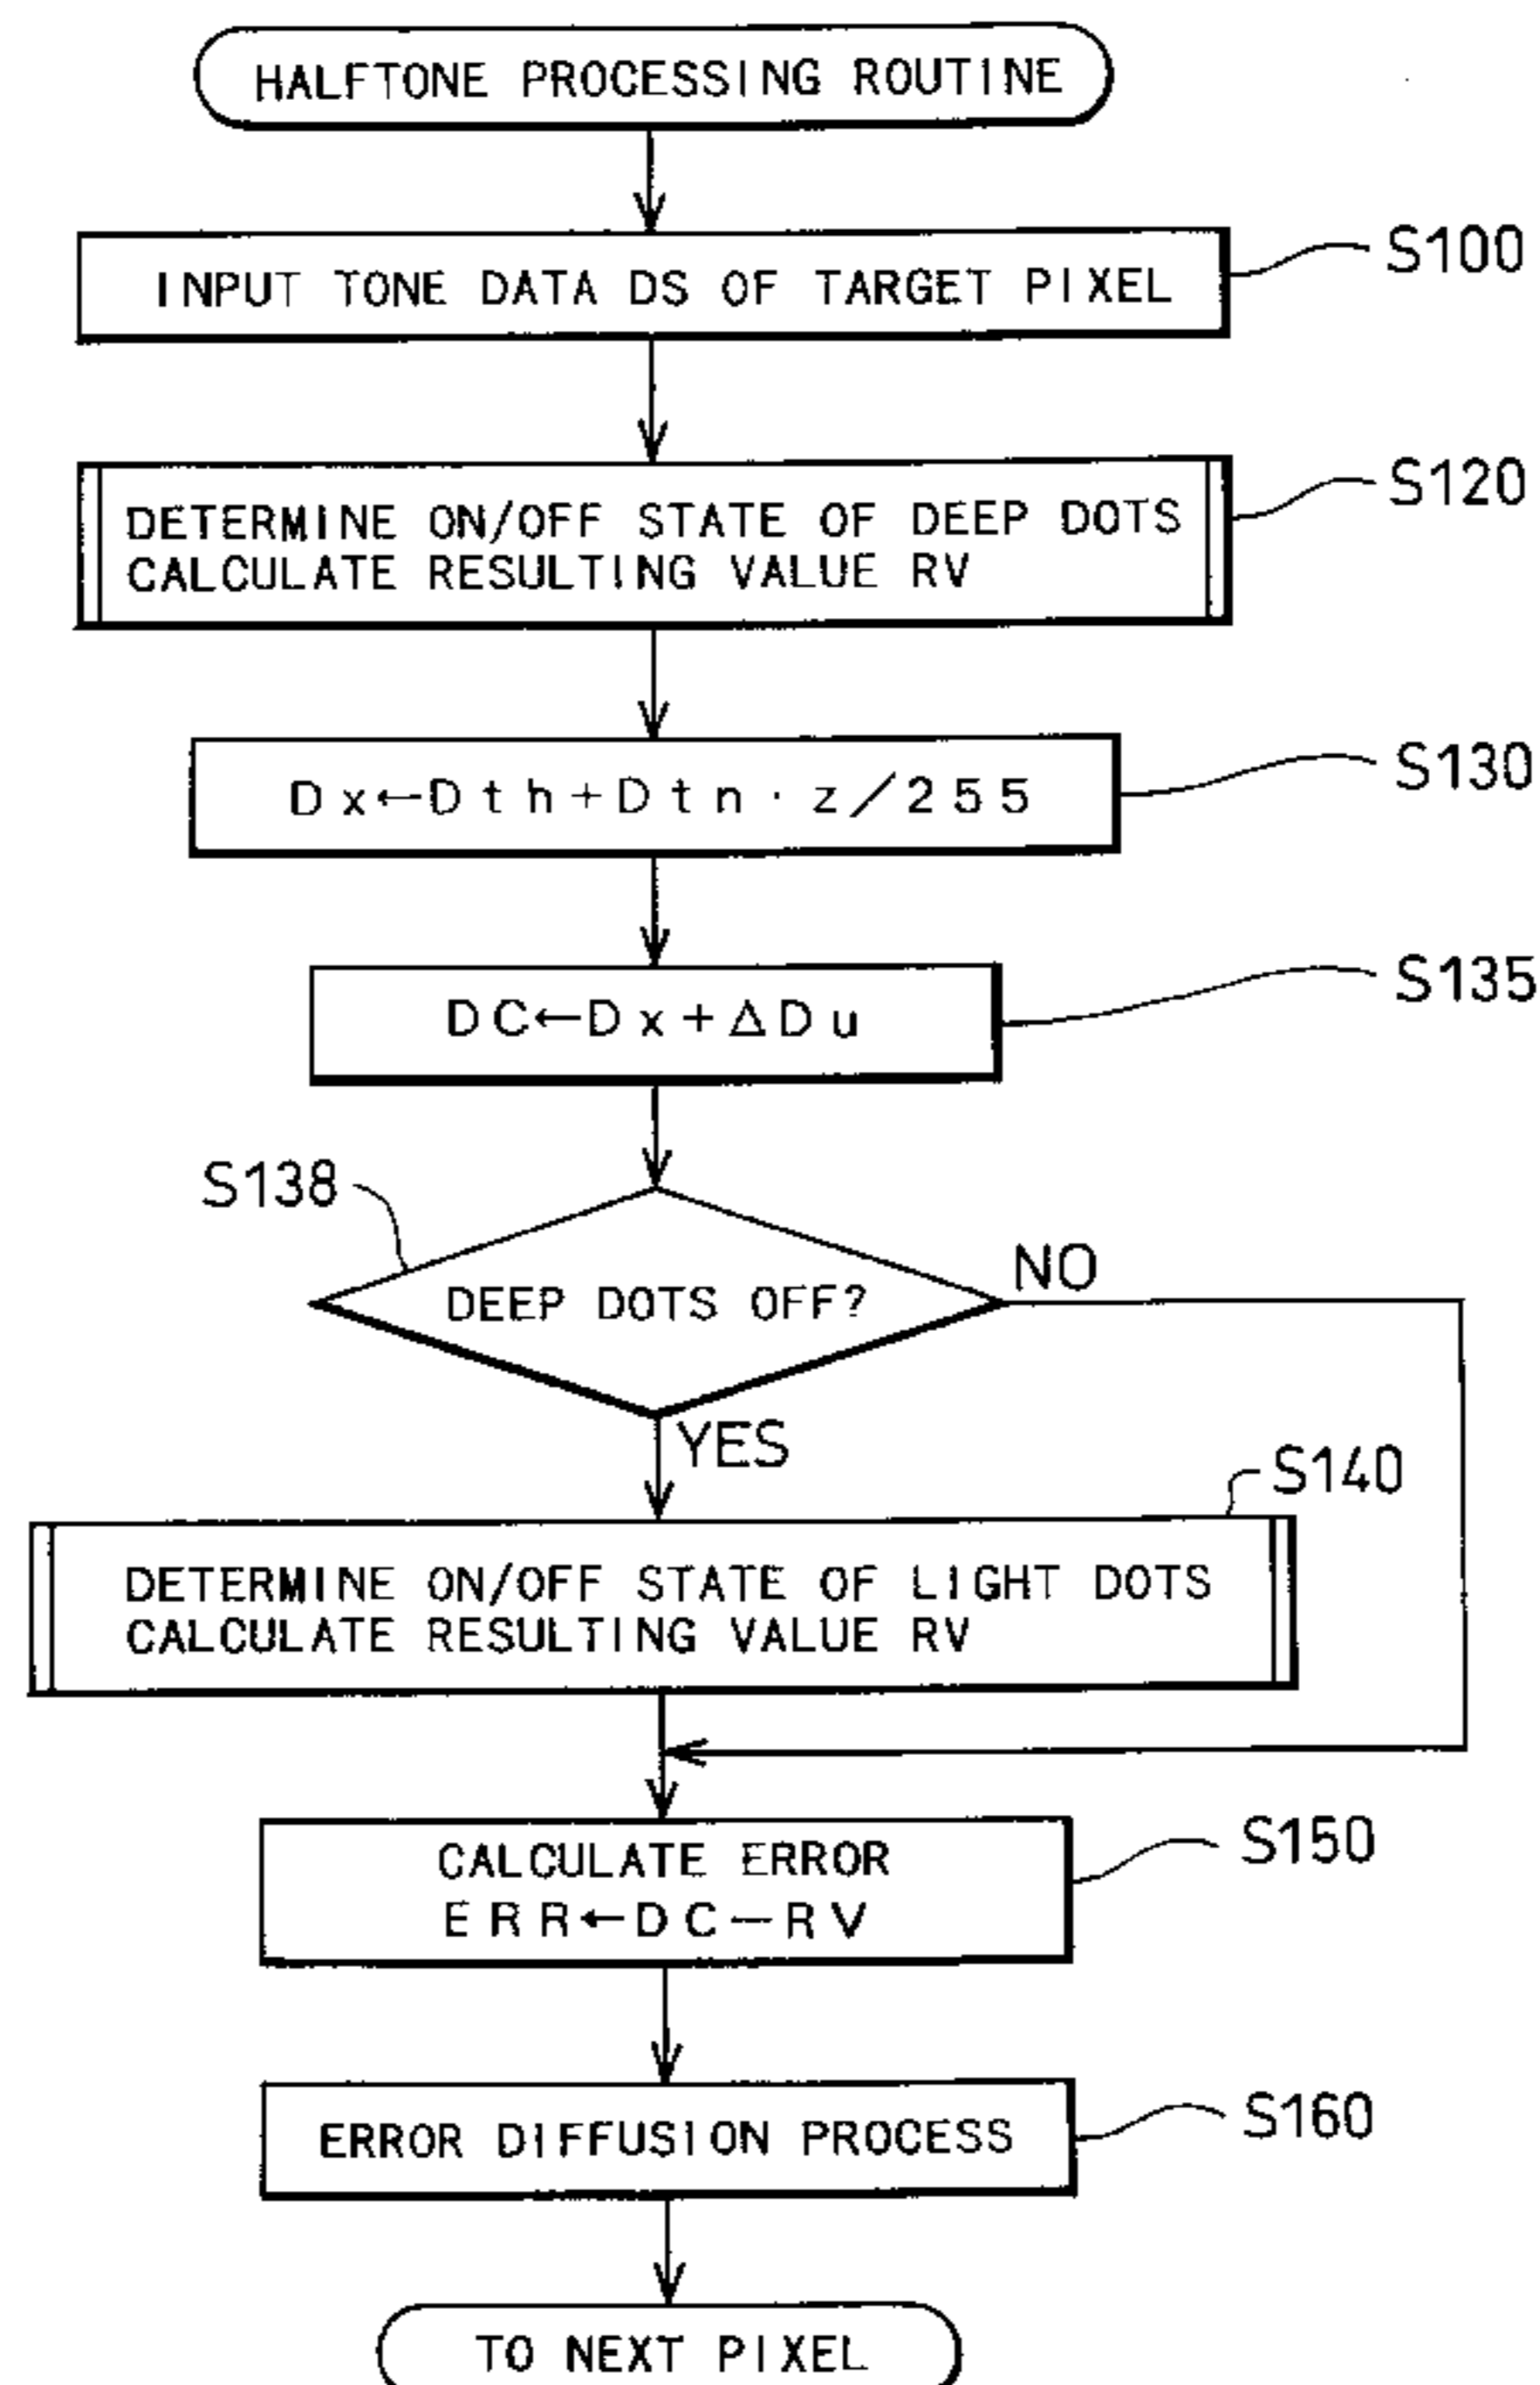 HALFTONE PROCESSING ROUTINE
S100
INPUT TONE DATA DS OF TARGET PIXEL
S120
DETERMINE ON/OFF STATE OF DEEP DOTS
CALCULATE RESULTING VALUE RV
S130
Dx←Dth+Dtn·z/255
S135
DC←Dx+ΔDu
S138
DEEP DOTS OFF?
NO
YES
S140
DETERMINE ON/OFF STATE OF LIGHT DOTS
CALCULATE RESULTING VALUE RV
S150
CALCULATE ERROR
ERR←DC−RV
S160
ERROR DIFFUSION PROCESS
TO NEXT PIXEL